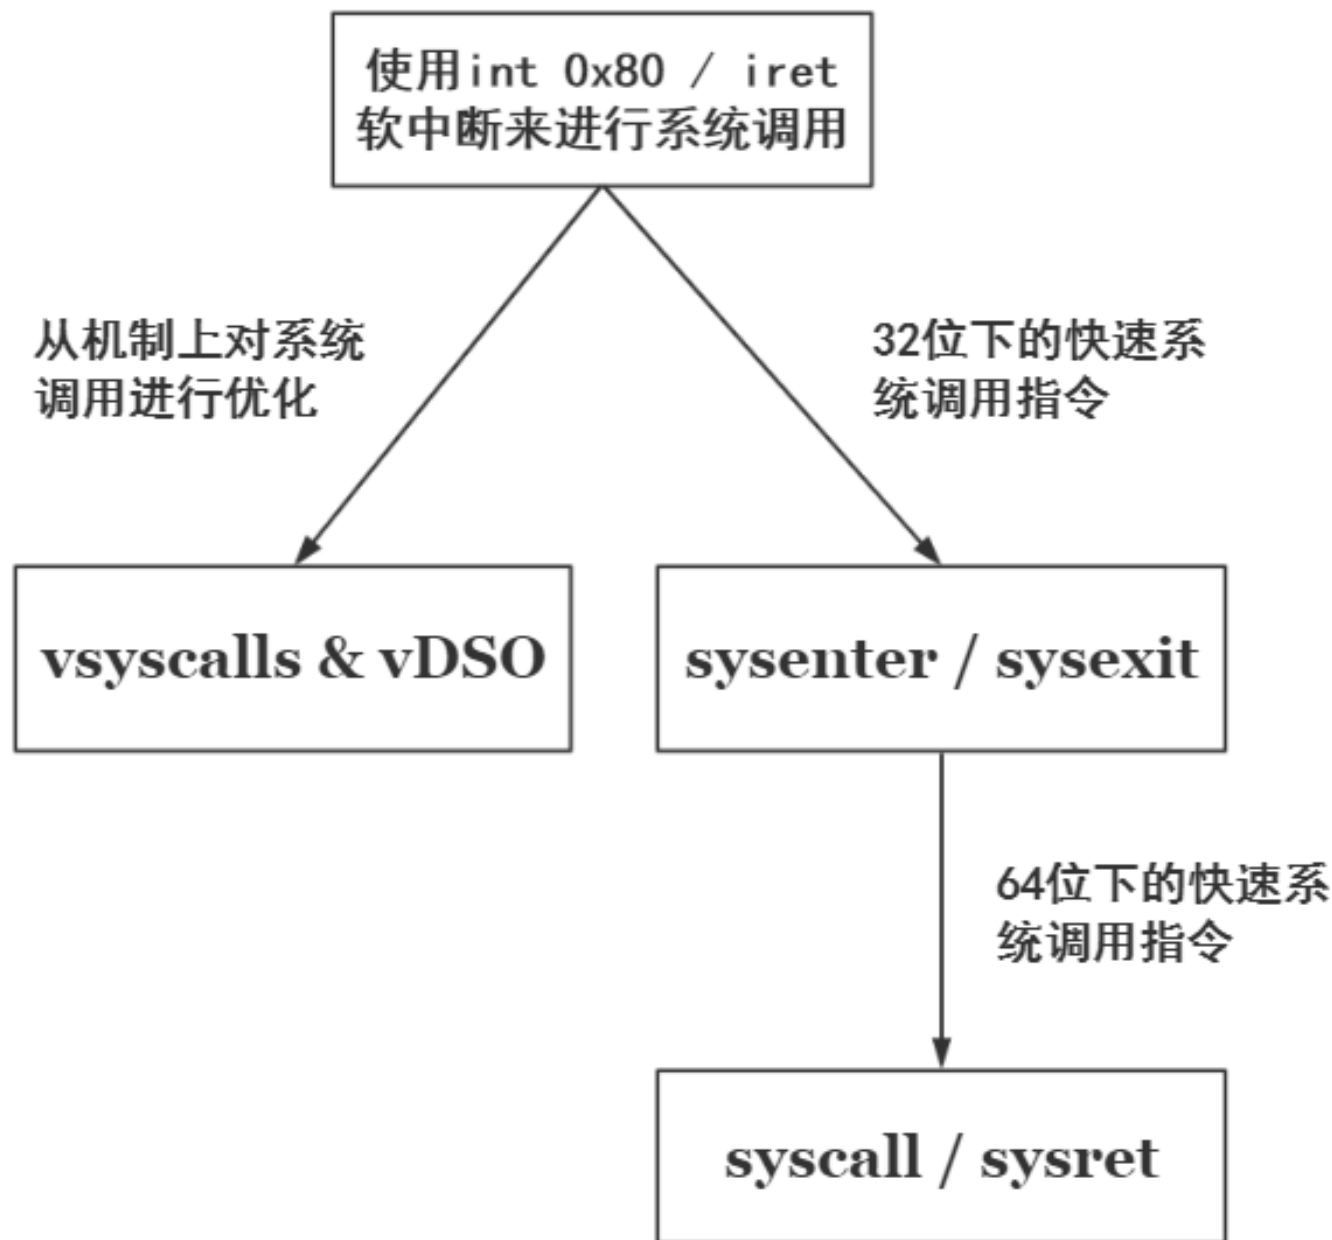 使用int 0x80 / iret
软中断来进行系统调用
从机制上对系统
调用进行优化
32位下的快速系
统调用指令
vsyscalls & vDSO
sysenter / sysexit
64位下的快速系
统调用指令
syscall / sysret